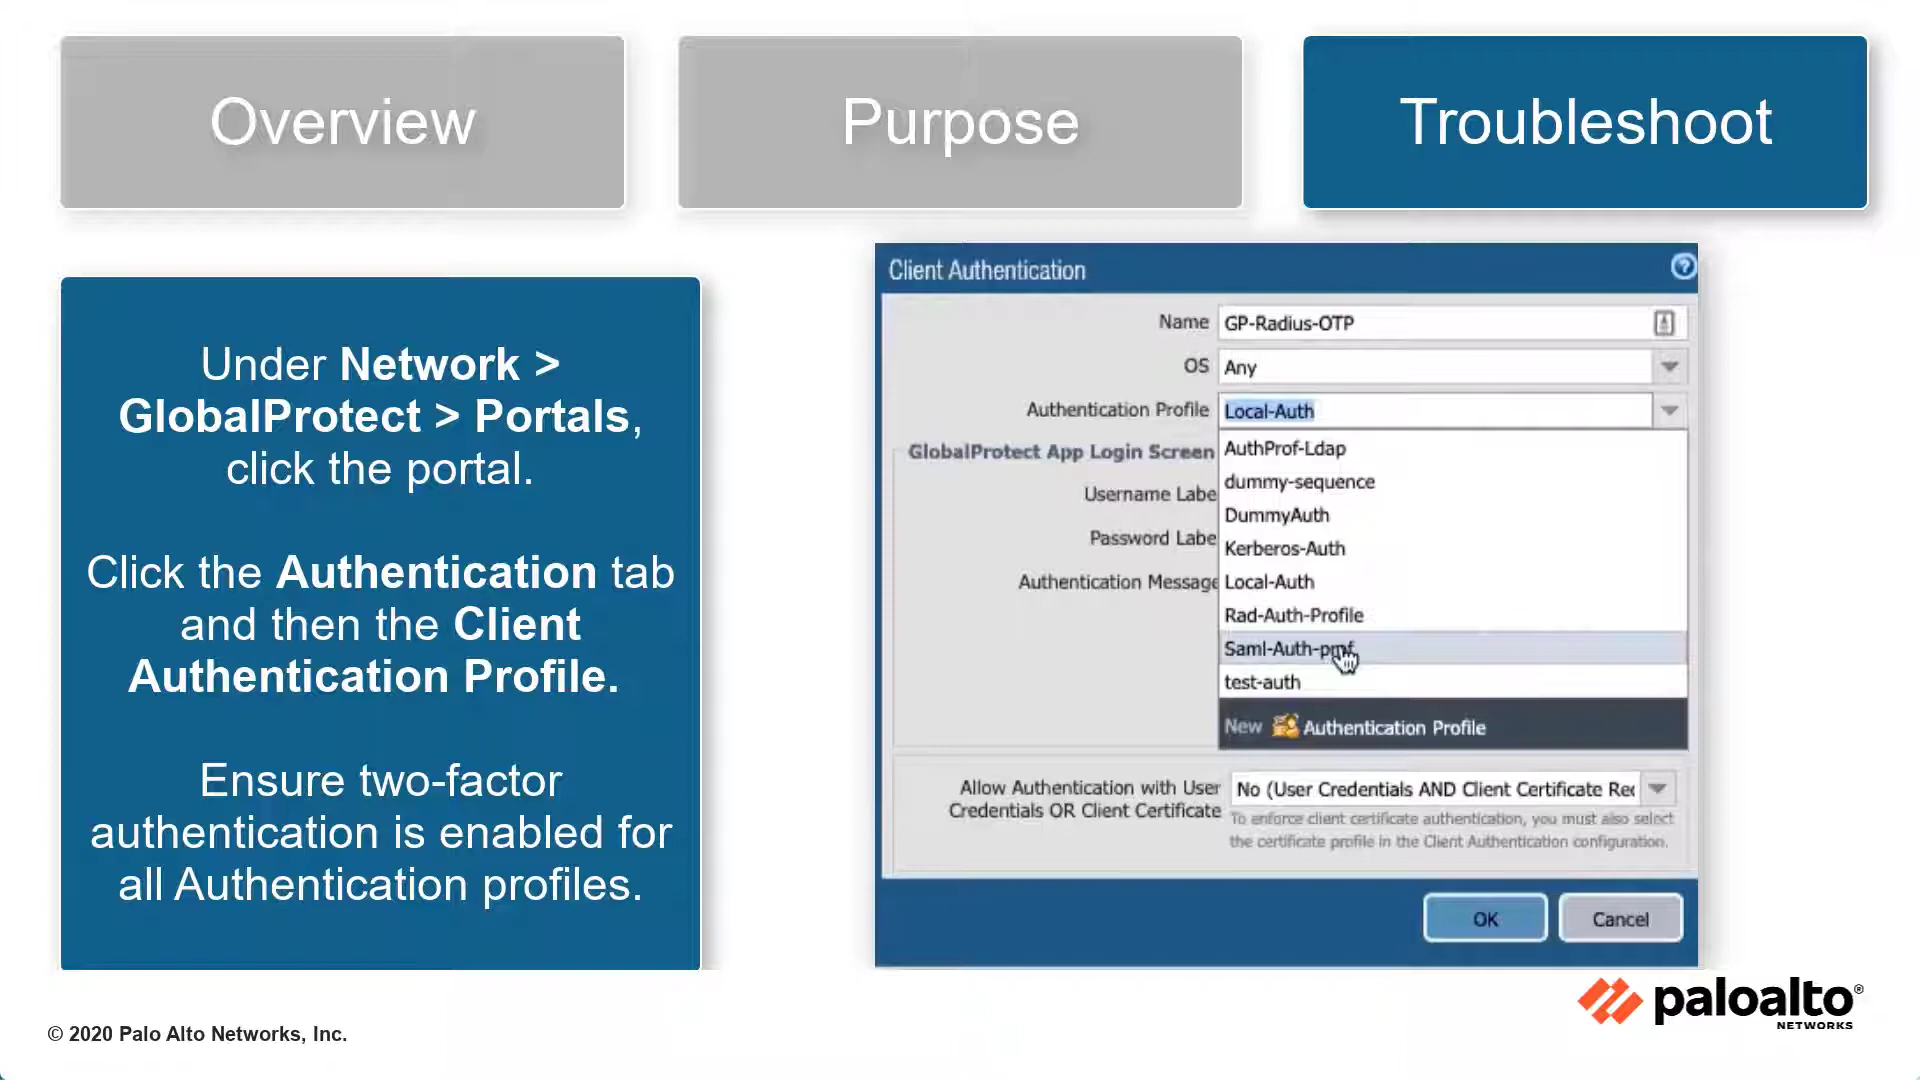 Overview
Purpose
Troubleshoot
Under Network >
GlobalProtect > Portals,
click the portal.
Click the Authentication tab
and then the Client
Authentication Profile.
Ensure two-factor
authentication is enabled for
all Authentication profiles.
Client Authentication
?
Name GP-Radius-OTP
OS Any
Authentication Profile Local-Auth
AuthProf-Ldap
GlobalProtect App Login Screen
dummy-sequence
Username Labe
DummyAuth
Password Labe
Kerberos-Auth
Authentication Message
Local-Auth
Rad-Auth-Profile
Saml-Auth-prof
test-auth
New Authentication Profile
Allow Authentication with User
Credentials OR Client Certificate
No (User Credentials AND Client Certificate Rec
To enforce client certificate authentication, you must also select
the certificate profile in the Client Authentication configuration.
OK
Cancel
paloalto®
NETWORKS
© 2020 Palo Alto Networks, Inc.